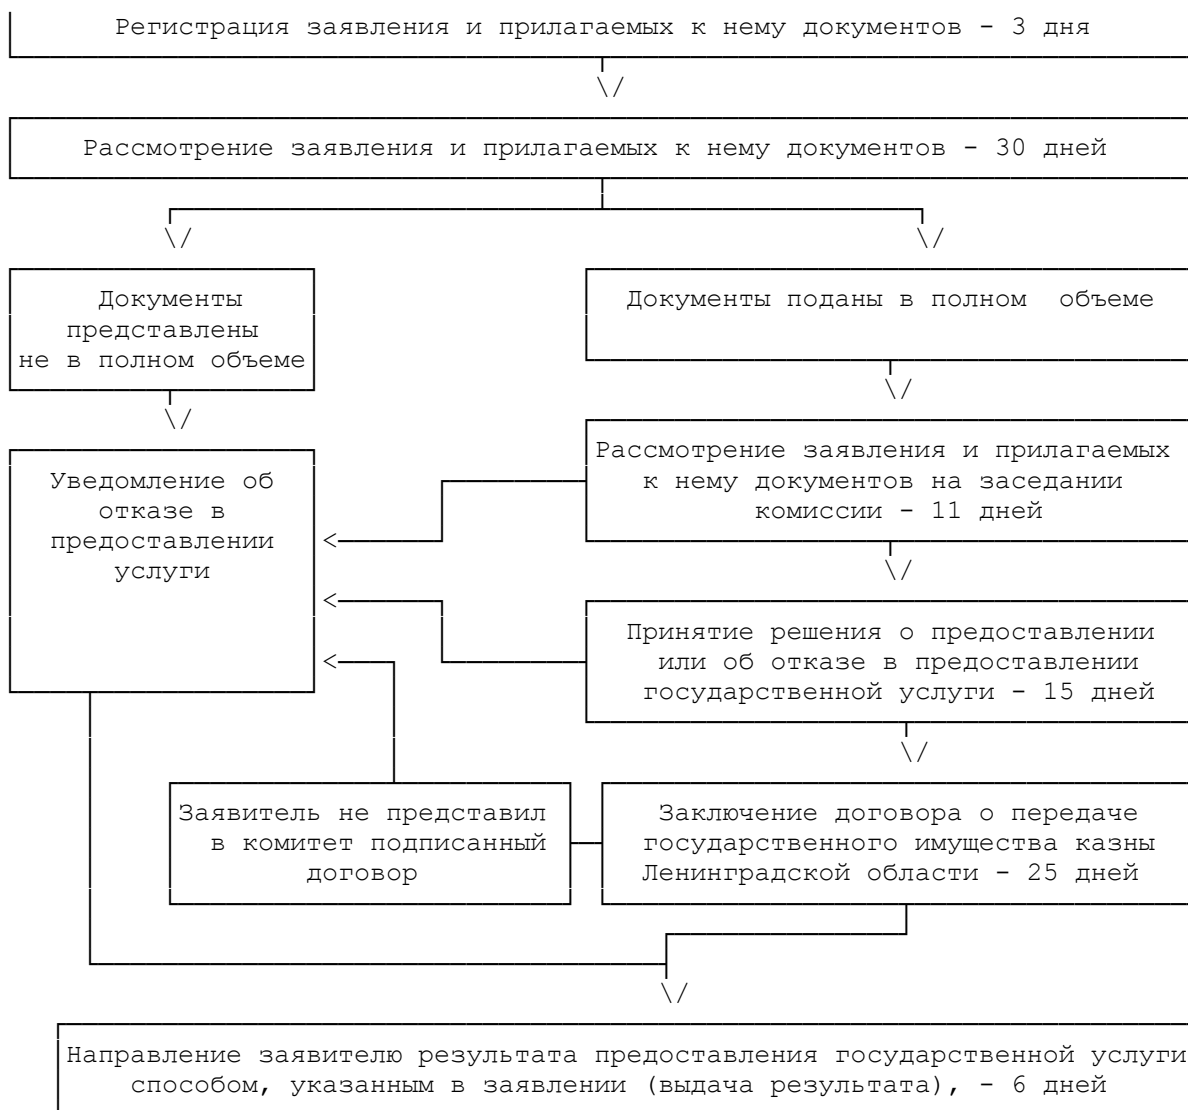 Регистрация заявления и прилагаемых к нему документов - 3 дня
Рассмотрение заявления и прилагаемых к нему документов - 30 дней
Документы
представлены
не в полном объеме
Документы поданы в полном объеме
Уведомление об
отказе в
предоставлении
услуги
Рассмотрение заявления и прилагаемых
к нему документов на заседании
комиссии - 11 дней
Принятие решения о предоставлении
или об отказе в предоставлении
государственной услуги - 15 дней
Заявитель не представил
в комитет подписанный
договор
Заключение договора о передаче
государственного имущества казны
Ленинградской области - 25 дней
Направление заявителю результата предоставления государственной услуги
способом, указанным в заявлении (выдача результата), - 6 дней